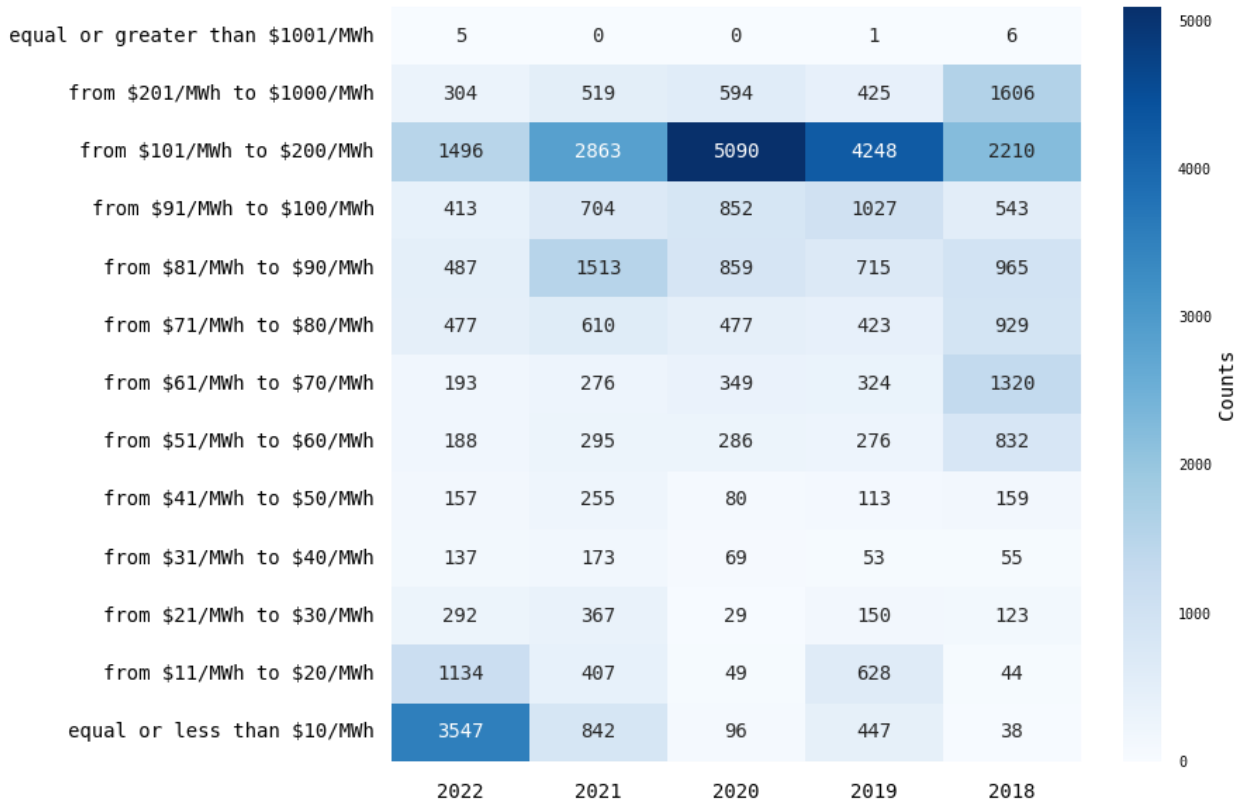 equal or greater than $1001/MWh 5 0 0 1 6
from $201/MWh to $1000/MWh 304 519 594 425 1606
from $101/MWh to $200/MWh 1496 2863 5090 4248 2210
from $91/MWh to $100/MWh 413 704 852 1027 543
from $81/MWh to $90/MWh 487 1513 859 715 965
from $71/MWh to $80/MWh 477 610 477 423 929
from $61/MWh to $70/MWh 193 276 349 324 1320
from $51/MWh to $60/MWh 188 295 286 276 832
from $41/MWh to $50/MWh 157 255 80 113 159
from $31/MWh to $40/MWh 137 173 69 53 55
from $21/MWh to $30/MWh 292 367 29 150 123
from $11/MWh to $20/MWh 1134 407 49 628 44
equal or less than $10/MWh 3547 842 96 447 38
2022 2021 2020 2019 2018
5000
4000
3000
2000
1000
0
Counts